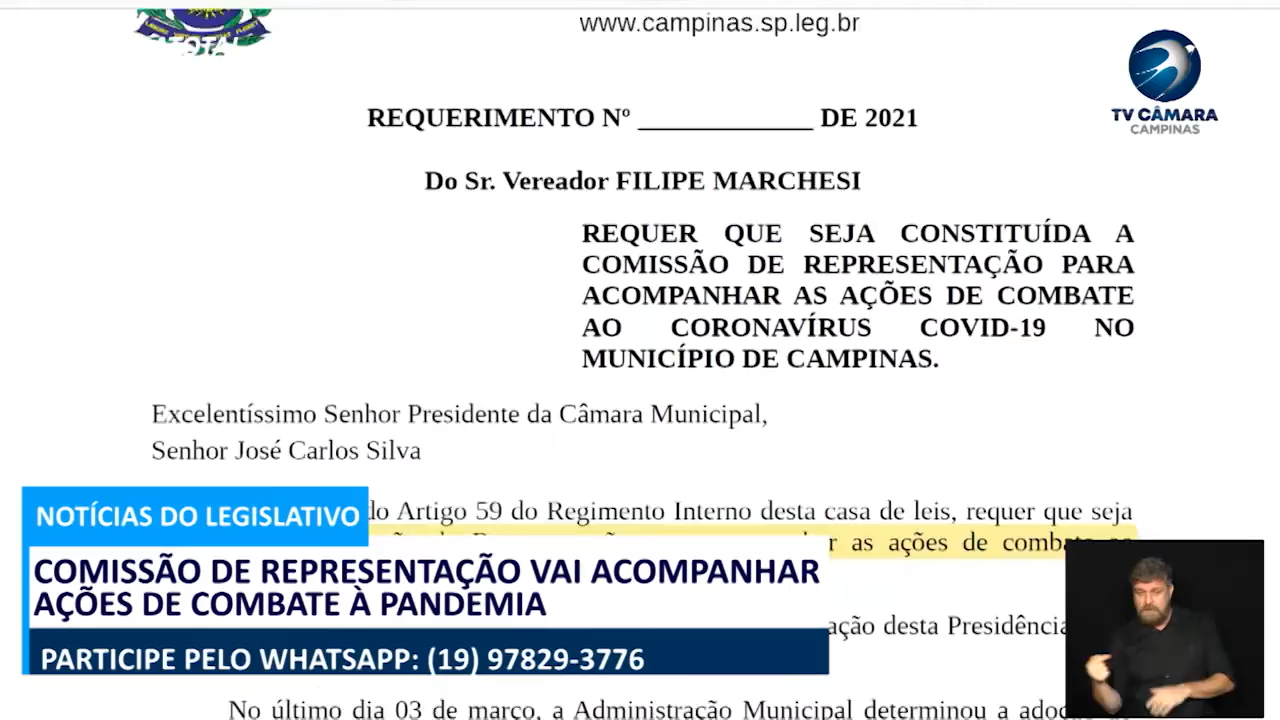 www.campinas.sp.leg.br
TV CÂMARA
CAMPINAS
REQUERIMENTO Nº _____________ DE 2021
Do Sr. Vereador FILIPE MARCHESI
REQUER QUE SEJA CONSTITUÍDA A
COMISSÃO DE REPRESENTAÇÃO PARA
ACOMPANHAR AS AÇÕES DE COMBATE
AO CORONAVÍRUS COVID-19 NO
MUNICÍPIO DE CAMPINAS.
Excelentíssimo Senhor Presidente da Câmara Municipal,
Senhor José Carlos Silva
do Artigo 59 do Regimento Interno desta casa de leis, requer que seja
as ações de combate
ação desta Presidência
No último dia 03 de março, a Administração Municipal determinou a
NOTÍCIAS DO LEGISLATIVO
COMISSÃO DE REPRESENTAÇÃO VAI ACOMPANHAR
AÇÕES DE COMBATE À PANDEMIA
PARTICIPE PELO WHATSAPP: (19) 97829-3776